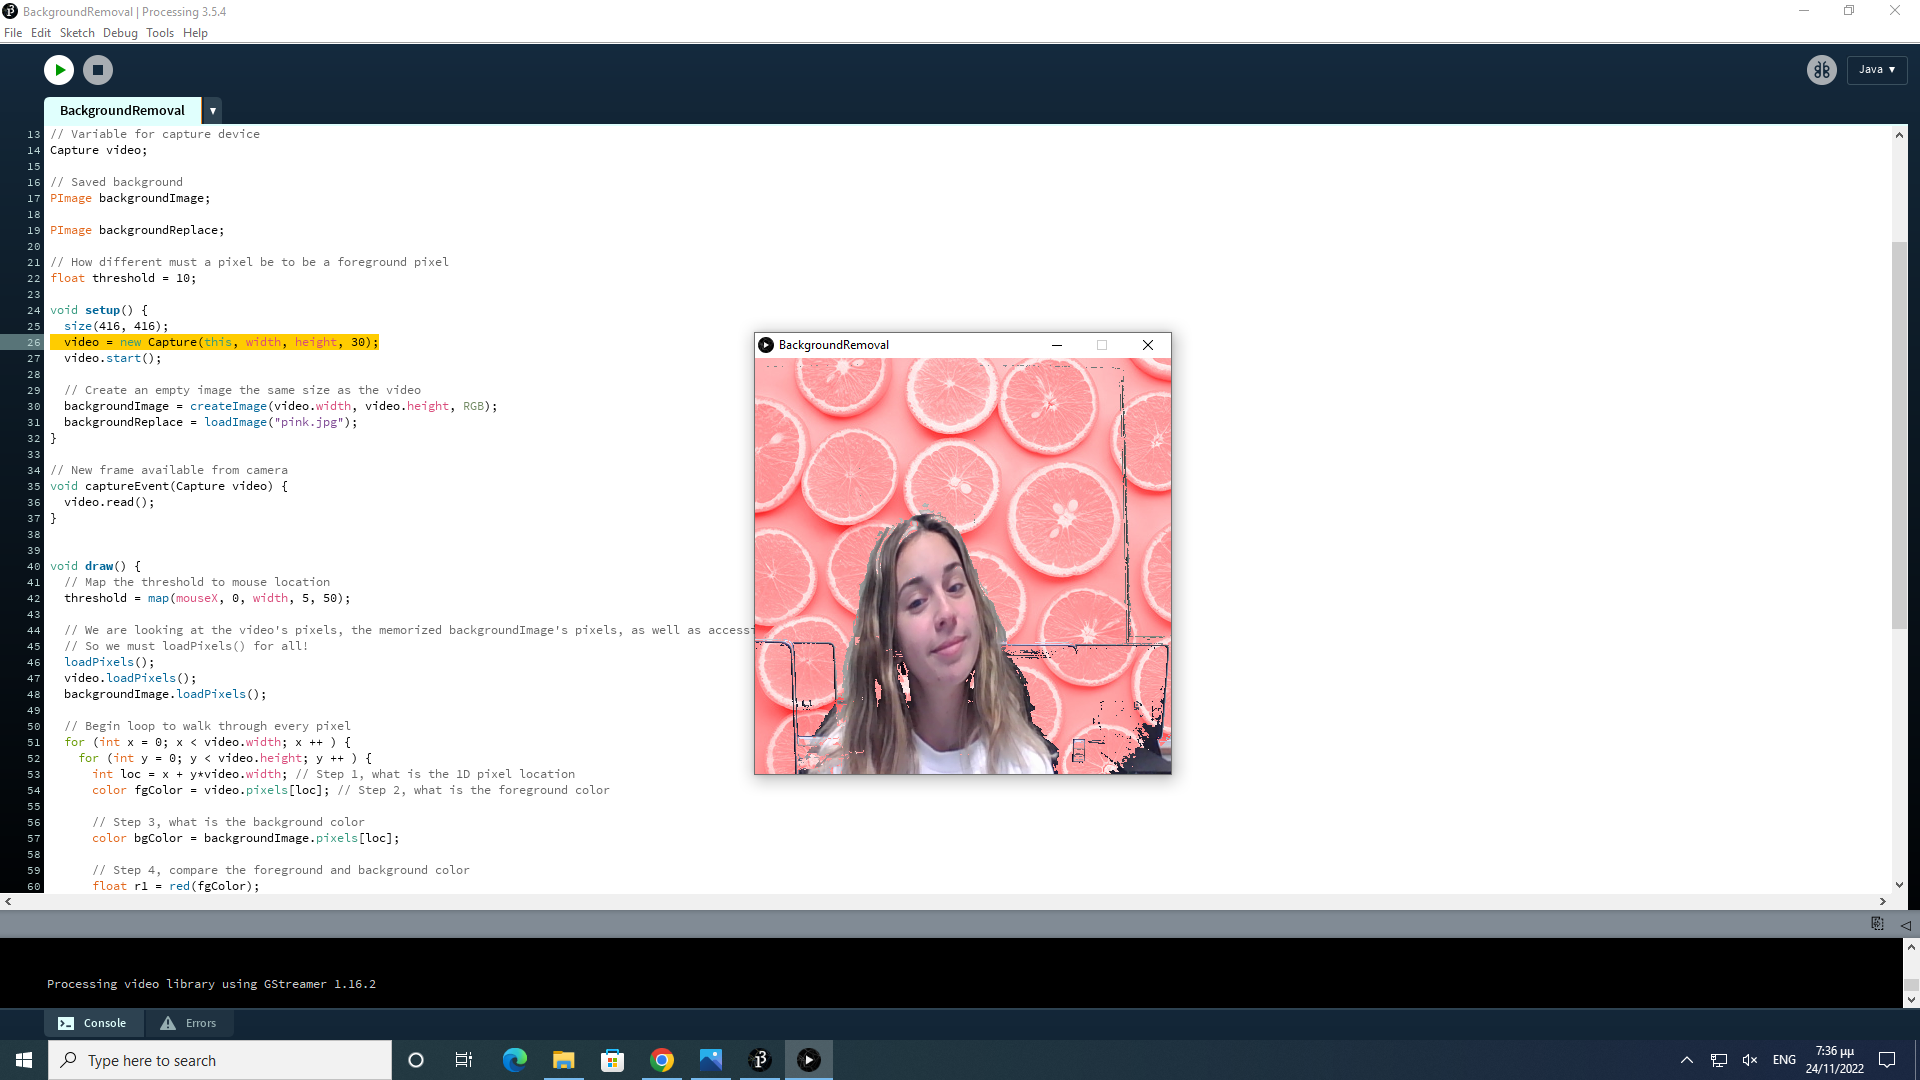 BackgroundRemoval | Processing 3.5.4
File Edit Sketch Debug Tools Help
Java ▼
BackgroundRemoval ▼
13 // Variable for capture device
14 Capture video;
15
16 // Saved background
17 PImage backgroundImage;
18
19 PImage backgroundReplace;
20
21 // How different must a pixel be to be a foreground pixel
22 float threshold = 10;
23
24 void setup() {
25 size(416, 416);
26 video = new Capture(this, width, height, 30);
27 video.start();
28
29 // Create an empty image the same size as the video
30 backgroundImage = createImage(video.width, video.height, RGB);
31 backgroundReplace = loadImage("pink.jpg");
32 }
33
34 // New frame available from camera
35 void captureEvent(Capture video) {
36 video.read();
37 }
38
39
40 void draw() {
41 // Map the threshold to mouse location
42 threshold = map(mouseX, 0, width, 5, 50);
43
44 // We are looking at the video's pixels, the memorized backgroundImage's pixels, as well as accessi
45 // So we must loadPixels() for all!
46 loadPixels();
47 video.loadPixels();
48 backgroundImage.loadPixels();
49
50 // Begin loop to walk through every pixel
51 for (int x = 0; x < video.width; x ++ ) {
52 for (int y = 0; y < video.height; y ++ ) {
53 int loc = x + y*video.width; // Step 1, what is the 1D pixel location
54 color fgColor = video.pixels[loc]; // Step 2, what is the foreground color
55
56 // Step 3, what is the background color
57 color bgColor = backgroundImage.pixels[loc];
58
59 // Step 4, compare the foreground and background color
60 float r1 = red(fgColor);
BackgroundRemoval
Processing video library using GStreamer 1.16.2
Console Errors
Type here to search
ENG
7:36 μμ
24/11/2022